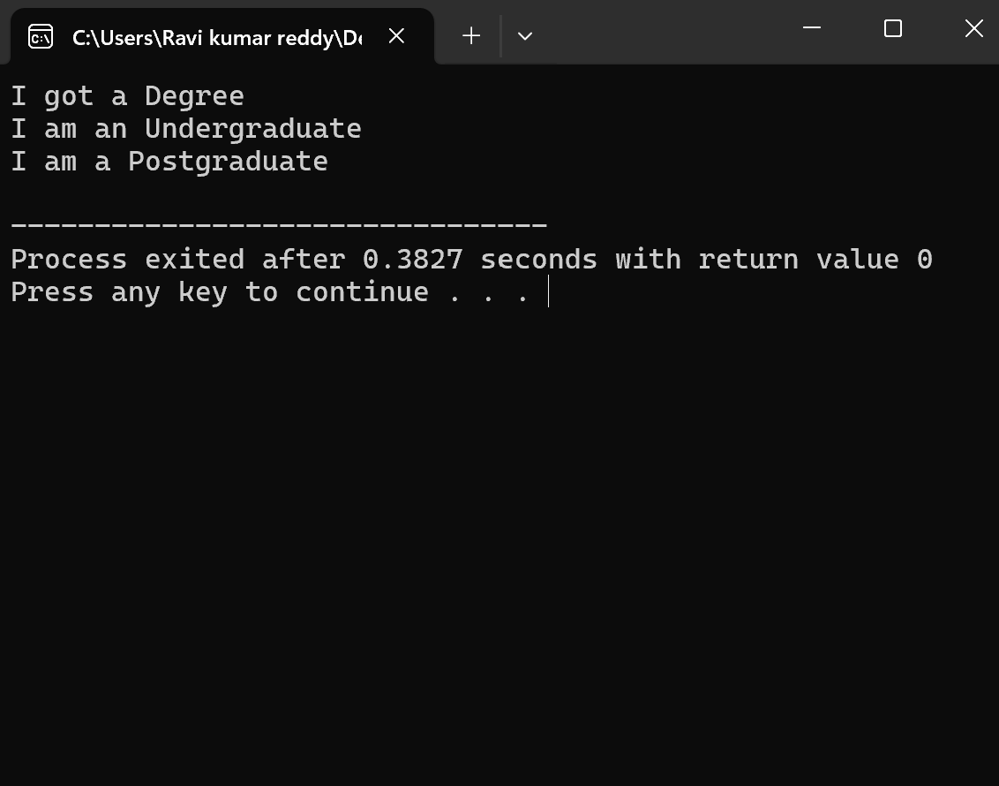 C:\Users\Ravi kumar reddy\De
I got a Degree
I am an Undergraduate
I am a Postgraduate
--------------------------------
Process exited after 0.3827 seconds with return value 0
Press any key to continue . . .